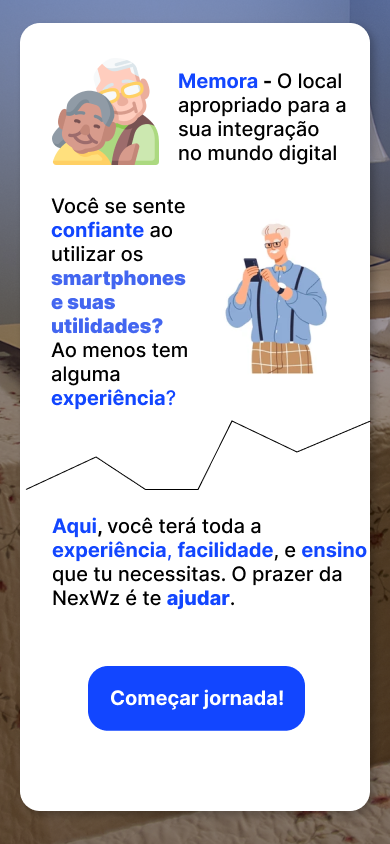 Memora - O local
apropriado para a
sua integração
no mundo digital
Você se sente
confiante ao
utilizar os
smartphones
e suas
utilidades?
Ao menos tem
alguma
experiência?
Aqui, você terá toda a
experiência, facilidade, e ensino
que tu necessitas. O prazer da
NexWz é te ajudar.
Começar jornada!